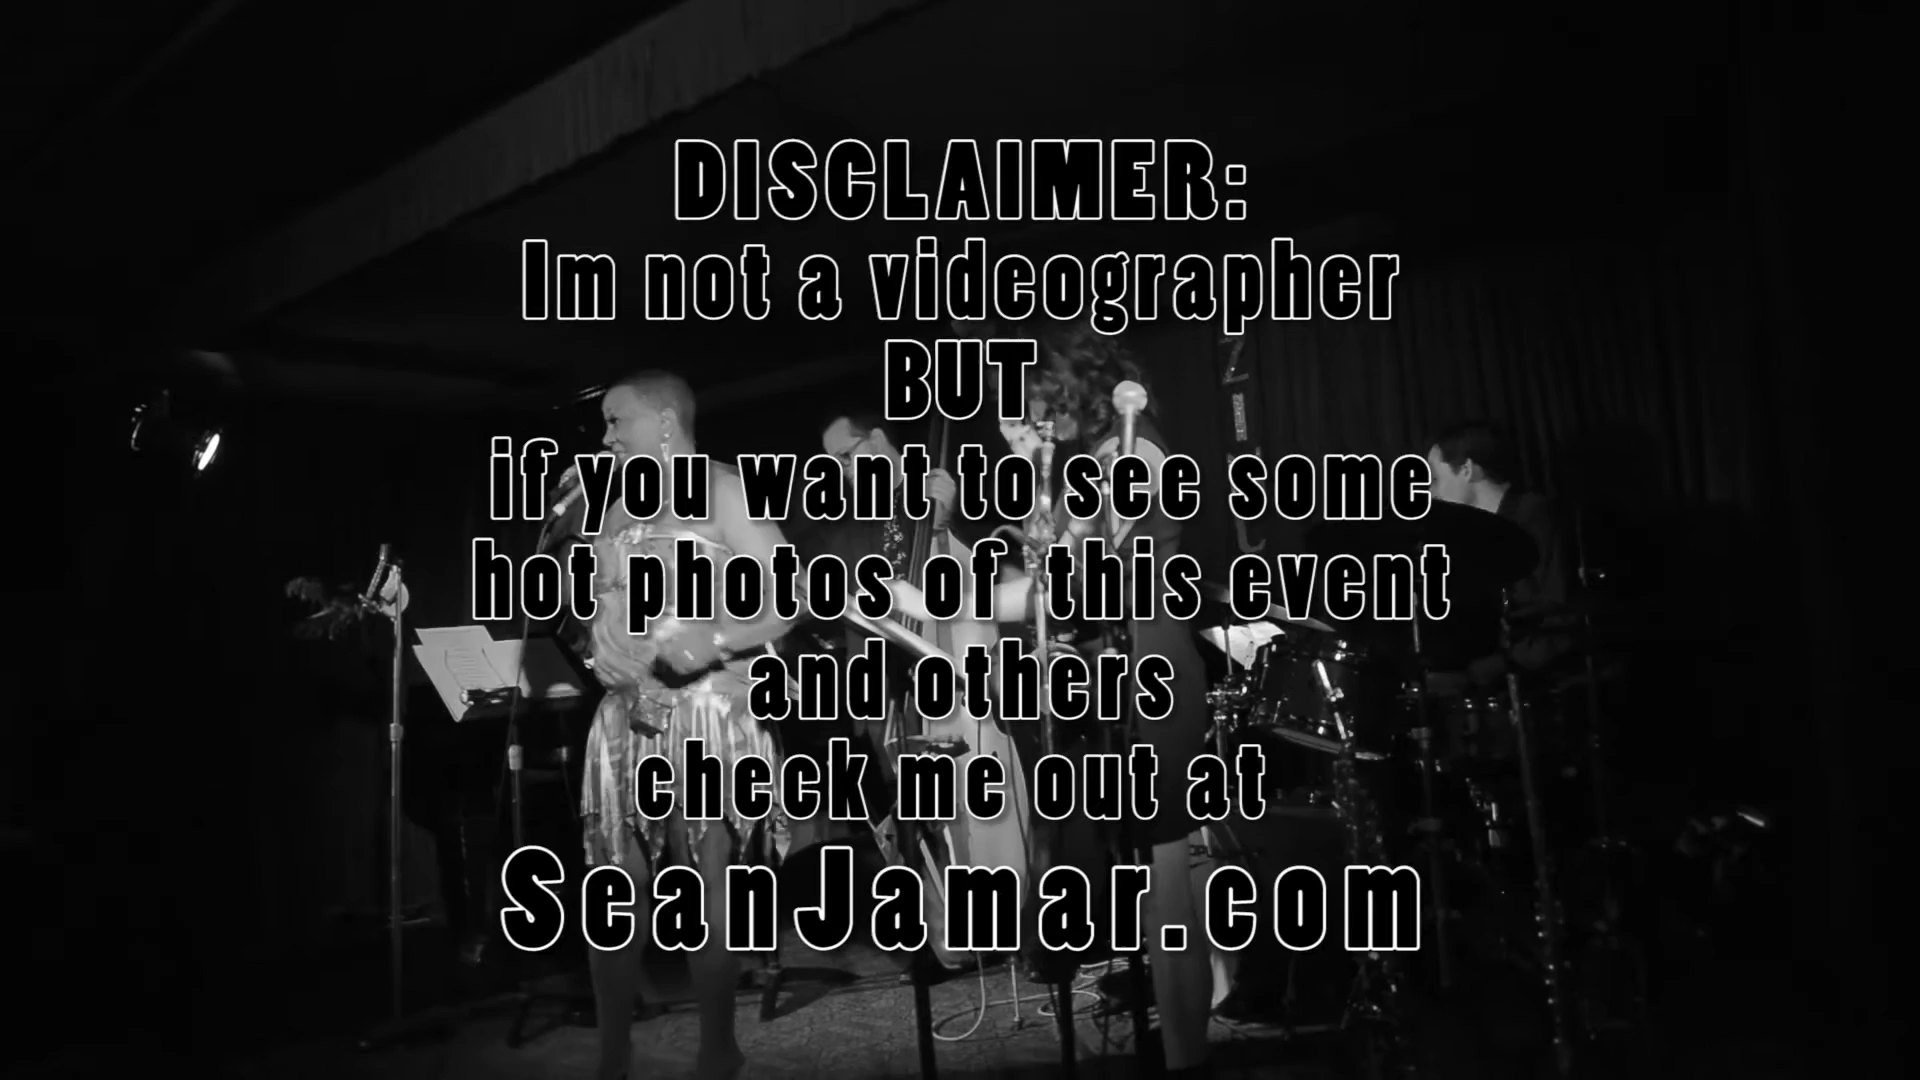 DISCLAIMER:
Im not a videographer
BUT
if you want to see some
hot photos of this event
and others
check me out at
SeanJamar.com